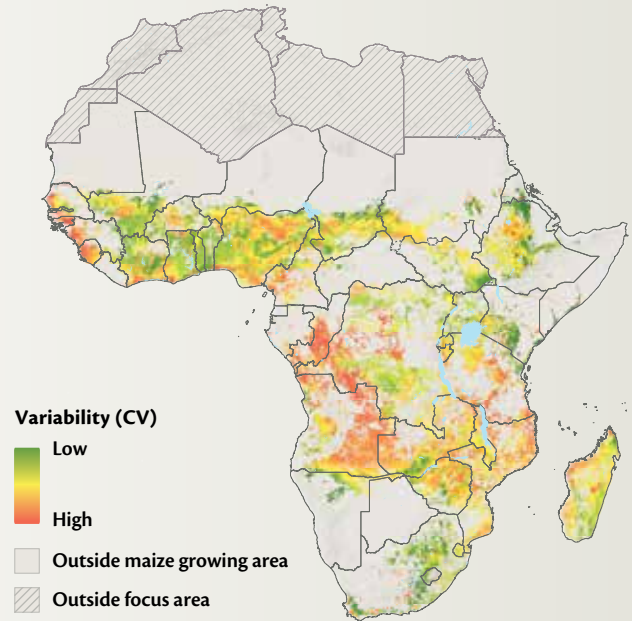 Variability (CV)
Low
High
Outside maize growing area
Outside focus area